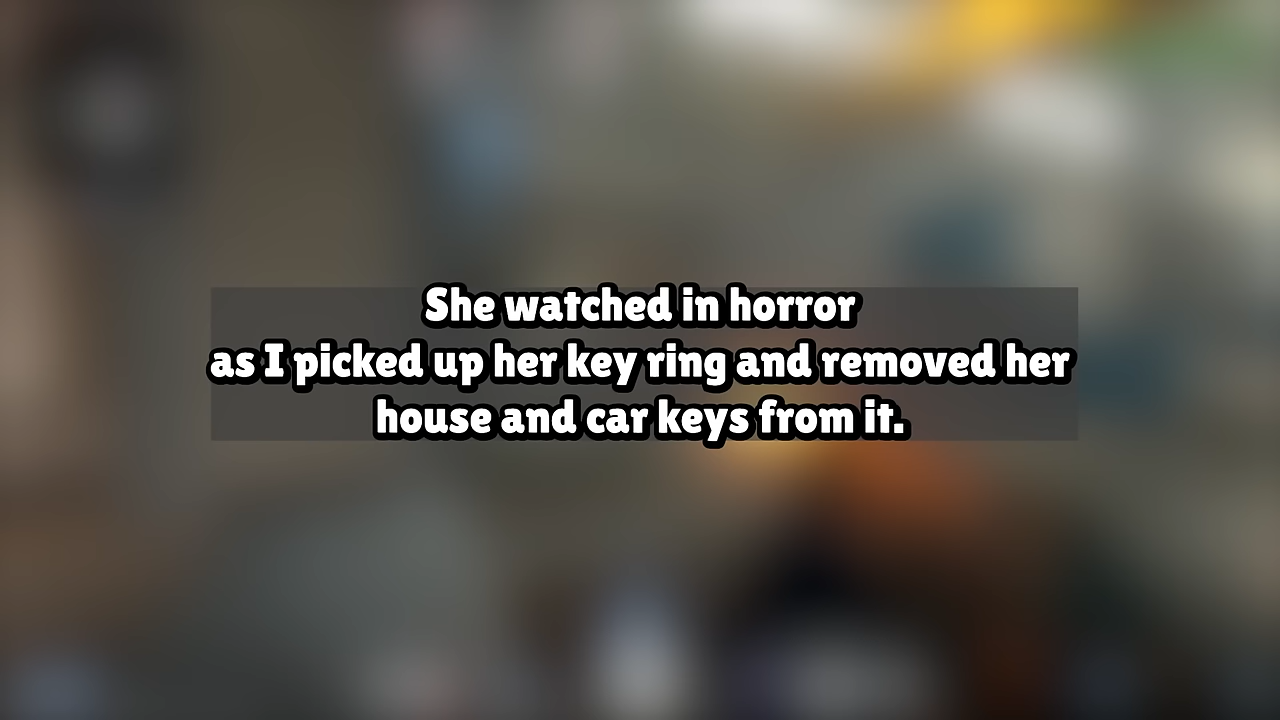 She watched in horror
as I picked up her key ring and removed her
house and car keys from it.